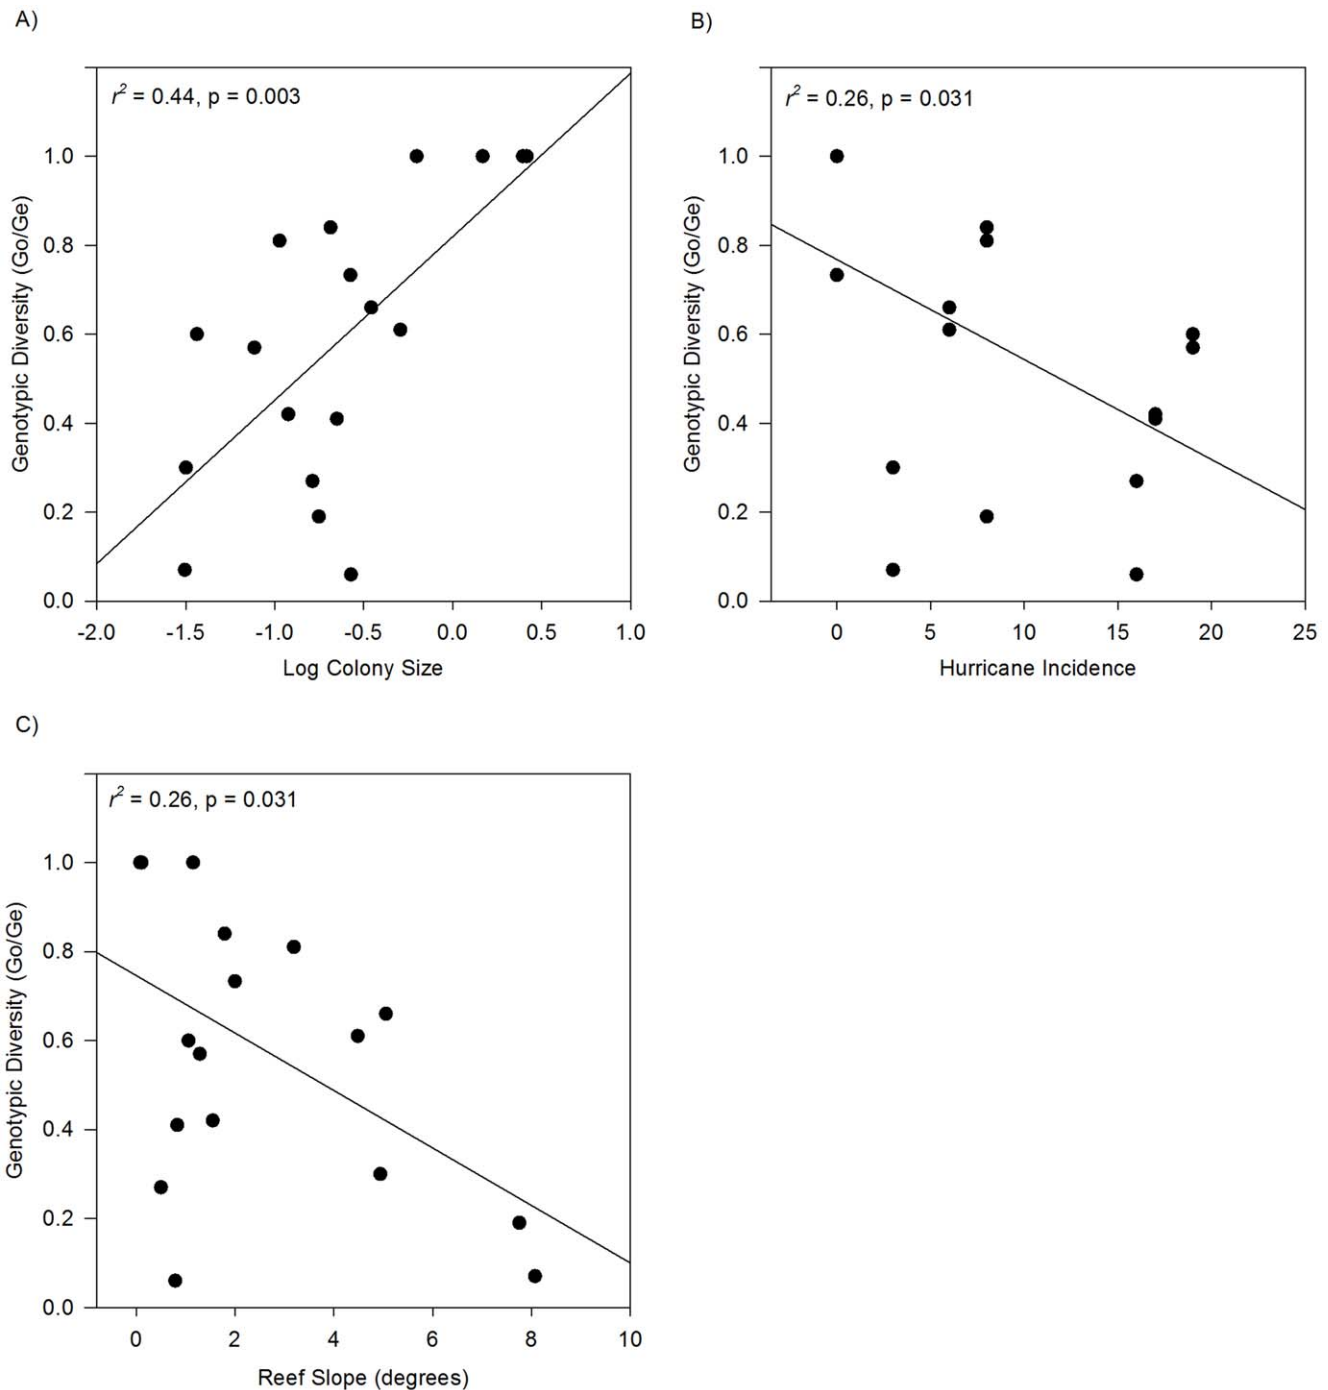 A)
r² = 0.44, p = 0.003
1.0
0.8
0.6
0.4
0.2
0.0
Genotypic Diversity (Go/Ge)
-2.0 -1.5 -1.0 -0.5 0.0 0.5 1.0
Log Colony Size
B)
r² = 0.26, p = 0.031
1.0
0.8
0.6
0.4
0.2
0.0
Genotypic Diversity (Go/Ge)
0 5 10 15 20 25
Hurricane Incidence
C)
r² = 0.26, p = 0.031
1.0
0.8
0.6
0.4
0.2
0.0
Genotypic Diversity (Go/Ge)
0 2 4 6 8 10
Reef Slope (degrees)